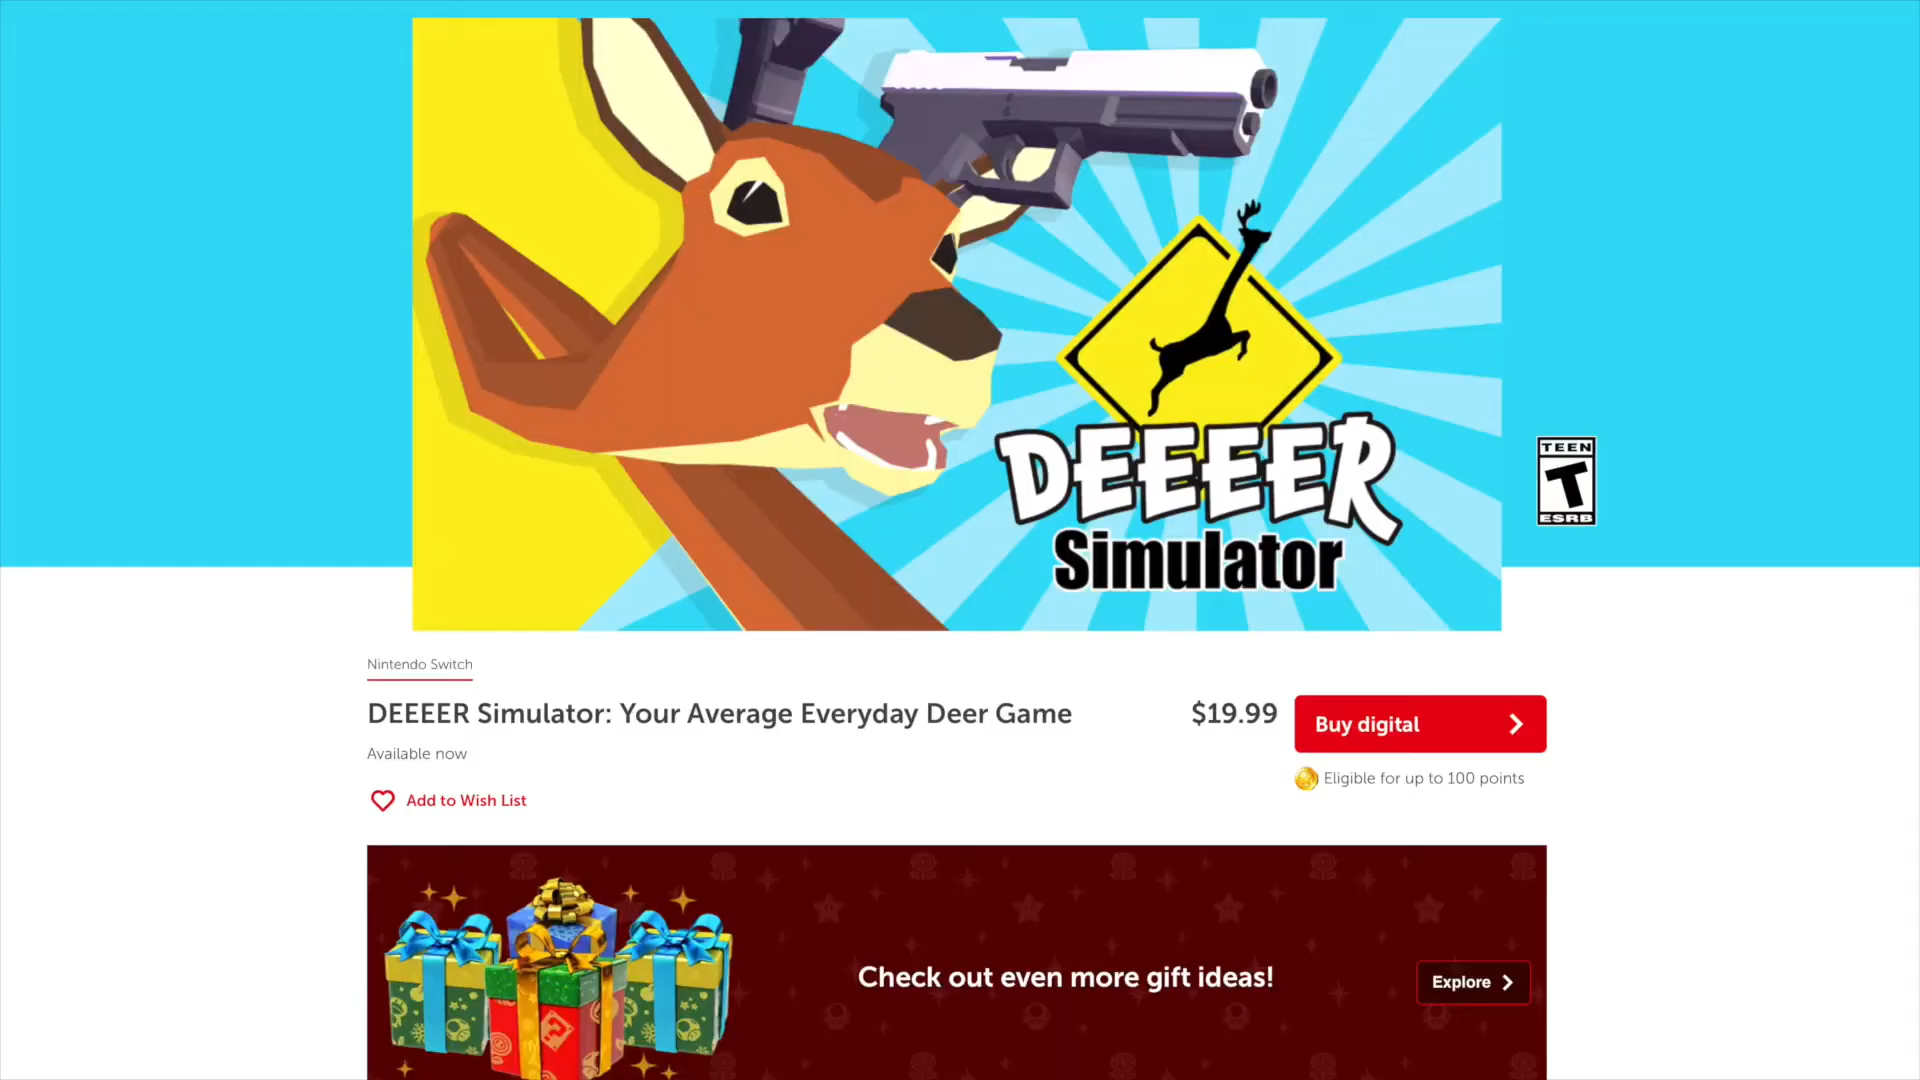 DEEEER
Simulator
TEEN
T
ESRB
Nintendo Switch
DEEEER Simulator: Your Average Everyday Deer Game
$19.99
Buy digital
Available now
Eligible for up to 100 points
Add to Wish List
Check out even more gift ideas!
Explore